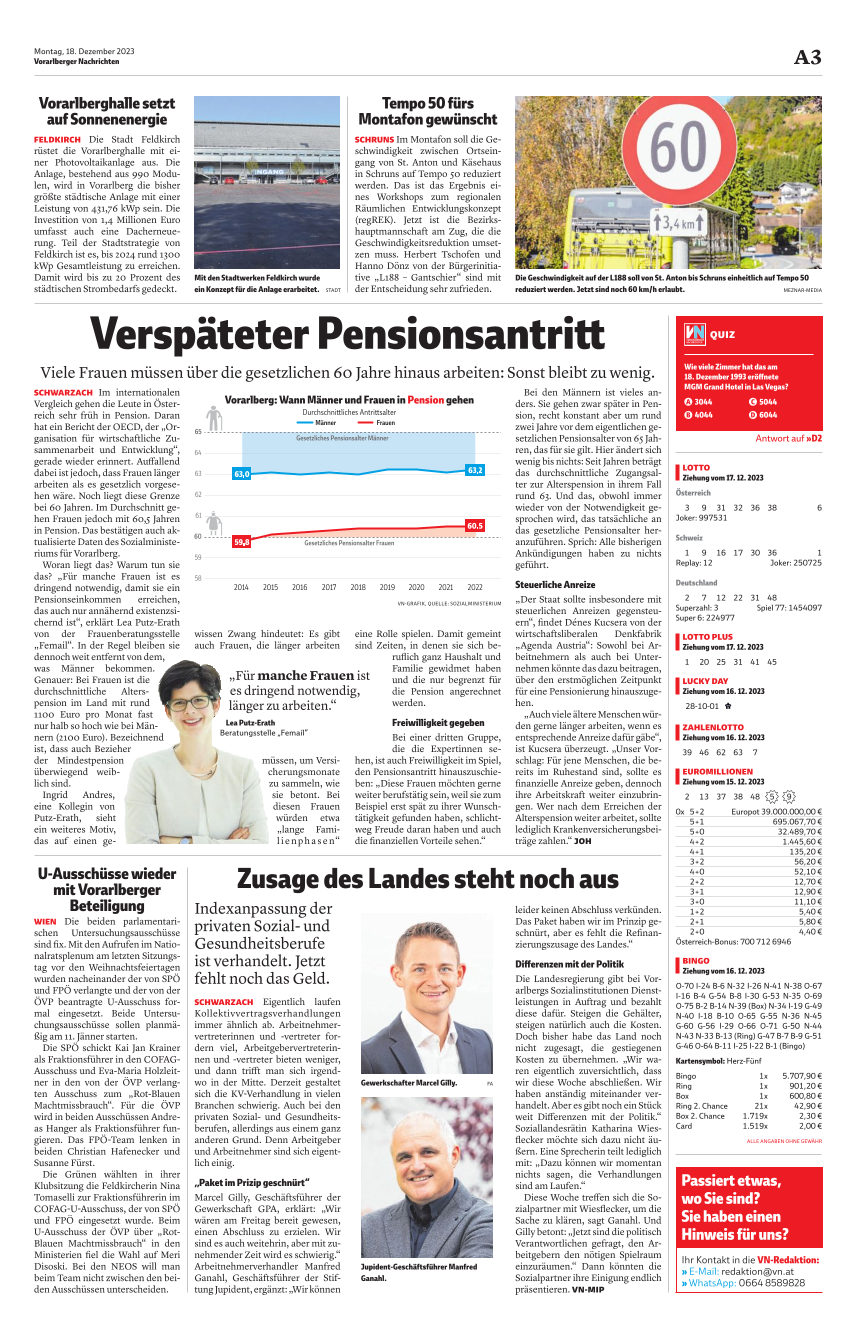 Montag, 18. Dezember 2023
Vorarlberger Nachrichten
A3
Vorarlberghalle setzt
auf Sonnenenergie
FELDKIRCH Die Stadt Feldkirch
rüstet die Vorarlberghalle mit ei-
ner Photovoltaikanlage aus. Die
Anlage, bestehend aus 990 Modu-
len, wird in Vorarlberg die bisher
größte städtische Anlage mit einer
Leistung von 431,76 kWp sein. Die
Investition von 1,4 Millionen Euro
umfasst auch eine Dacherneue-
rung. Teil der Stadtstrategie von
Feldkirch ist es, bis 2024 rund 1300
kWp Gesamtleistung zu erreichen.
Damit wird bis zu 20 Prozent des
städtischen Strombedarfs gedeckt.
EINGANG
Mit den Stadtwerken Feldkirch wurde
ein Konzept für die Anlage erarbeitet. STADT
Tempo 50 fürs
Montafon gewünscht
SCHRUNS Im Montafon soll die Ge-
schwindigkeit zwischen Ortsein-
gang von St. Anton und Käsehaus
in Schruns auf Tempo 50 reduziert
werden. Das ist das Ergebnis ei-
nes Workshops zum regionalen
Räumlichen Entwicklungskonzept
(regREK). Jetzt ist die Bezirks-
hauptmannschaft am Zug, die die
Geschwindigkeitsreduktion umset-
zen muss. Herbert Tschofen und
Hanno Dönz von der Bürgerinitia-
tive „L188 – Gantschier“ sind mit
der Entscheidung sehr zufrieden.
60
3,4 km
Die Geschwindigkeit auf der L188 soll von St. Anton bis Schruns einheitlich auf Tempo 50
reduziert werden. Jetzt sind noch 60 km/h erlaubt. MEZNAR-MEDIA
Verspäteter Pensionsantritt
Viele Frauen müssen über die gesetzlichen 60 Jahre hinaus arbeiten: Sonst bleibt zu wenig.
SCHWARZACH Im internationalen
Vergleich gehen die Leute in Öster-
reich sehr früh in Pension. Daran
hat ein Bericht der OECD, der „Or-
ganisation für wirtschaftliche Zu-
sammenarbeit und Entwicklung“,
gerade wieder erinnert. Auffallend
dabei ist jedoch, dass Frauen länger
arbeiten als es gesetzlich vorgese-
hen wäre. Noch liegt diese Grenze
bei 60 Jahren. Im Durchschnitt ge-
hen Frauen jedoch mit 60,5 Jahren
in Pension. Das bestätigen auch ak-
tualisierte Daten des Sozialministe-
riums für Vorarlberg.
Woran liegt das? Warum tun sie
das? „Für manche Frauen ist es
dringend notwendig, damit sie ein
Pensionseinkommen erreichen,
das auch nur annähernd existenzsi-
chernd ist“, erklärt Lea Putz-Erath
von der Frauenberatungsstelle
„Femail“. In der Regel bleiben sie
dennoch weit entfernt von dem,
was Männer bekommen.
Genauer: Bei Frauen ist die
durchschnittliche Alters-
pension im Land mit rund
1100 Euro pro Monat fast
nur halb so hoch wie bei Män-
nern (2100 Euro). Bezeichnend
ist, dass auch Bezieher
der Mindestpension
überwiegend weib-
lich sind.
Ingrid Andres,
eine Kollegin von
Putz-Erath, sieht
ein weiteres Motiv,
das auf einen ge-
Vorarlberg: Wann Männer und Frauen in Pension gehen
Durchschnittliches Antrittsalter
Männer Frauen
65
Gesetzliches Pensionsalter Männer
64
63
63,0
63,2
62
61
60
59,8
60,5
Gesetzliches Pensionsalter Frauen
59
58
2014 2015 2016 2017 2018 2019 2020 2021 2022
VN-GRAFIK, QUELLE: SOZIALMINISTERIUM
wissen Zwang hindeutet: Es gibt
auch Frauen, die länger arbeiten
„Für manche Frauen ist
es dringend notwendig,
länger zu arbeiten.“
Lea Putz-Erath
Beratungsstelle „Femail“
müssen, um Versi-
cherungsmonate
zu sammeln, wie
sie betont. Bei
diesen Frauen
würden etwa
„lange Fami-
lienphasen“
eine Rolle spielen. Damit gemeint
sind Zeiten, in denen sie sich be-
ruflich ganz Haushalt und
Familie gewidmet haben
und die nur begrenzt für
die Pension angerechnet
werden.
Freiwilligkeit gegeben
Bei einer dritten Gruppe,
die die Expertinnen se-
hen, ist auch Freiwilligkeit im Spiel,
den Pensionsantritt hinauszuschie-
ben: „Diese Frauen möchten gerne
weiter berufstätig sein, weil sie zum
Beispiel erst spät zu ihrer Wunsch-
tätigkeit gefunden haben, schlicht-
weg Freude daran haben und auch
die finanziellen Vorteile sehen.“
Bei den Männern ist vieles an-
ders. Sie gehen zwar später in Pen-
sion, recht konstant aber um rund
zwei Jahre vor dem eigentlichen ge-
setzlichen Pensionsalter von 65 Jah-
ren, das für sie gilt. Hier ändert sich
wenig bis nichts: Seit Jahren beträgt
das durchschnittliche Zugangsal-
ter zur Alterspension in ihrem Fall
rund 63. Und das, obwohl immer
wieder von der Notwendigkeit ge-
sprochen wird, das tatsächliche an
das gesetzliche Pensionsalter her-
anzuführen. Sprich: Alle bisherigen
Ankündigungen haben zu nichts
geführt.
Steuerliche Anreize
„Der Staat sollte insbesondere mit
steuerlichen Anreizen gegensteu-
ern“, findet Dénes Kucsera von der
wirtschaftsliberalen Denkfabrik
„Agenda Austria“: Sowohl bei Ar-
beitnehmern als auch bei Unter-
nehmen könnte das dazu beitragen,
über den erstmöglichen Zeitpunkt
für eine Pensionierung hinauszuge-
hen.
„Auch viele ältere Menschen wür-
den gerne länger arbeiten, wenn es
entsprechende Anreize dafür gäbe“,
ist Kucsera überzeugt. „Unser Vor-
schlag: Für jene Menschen, die be-
reits im Ruhestand sind, sollte es
finanzielle Anreize geben, dennoch
ihre Arbeitskraft weiter einzubrin-
gen. Wer nach dem Erreichen der
Alterspension weiter arbeitet, sollte
lediglich Krankenversicherungsbei-
träge zahlen.“ JOH
U-Ausschüsse wieder
mit Vorarlberger
Beteiligung
WIEN Die beiden parlamentari-
schen Untersuchungsausschüsse
sind fix. Mit den Aufrufen im Natio-
nalratsplenum am letzten Sitzungs-
tag vor den Weihnachtsfeiertagen
wurden nacheinander der von SPÖ
und FPÖ verlangte und der von der
ÖVP beantragte U-Ausschuss for-
mal eingesetzt. Beide Untersu-
chungsausschüsse sollen planmä-
ßig am 11. Jänner starten.
Die SPÖ schickt Kai Jan Krainer
als Fraktionsführer in den COFAG-
Ausschuss und Eva-Maria Holzleit-
ner in den von der ÖVP verlang-
ten Ausschuss zum „Rot-Blauen
Machtmissbrauch“. Für die ÖVP
wird in beiden Ausschüssen Andre-
as Hanger als Fraktionsführer fun-
gieren. Das FPÖ-Team lenken in
beiden Christian Hafenecker und
Susanne Fürst.
Die Grünen wählten in ihrer
Klubsitzung die Feldkircherin Nina
Tomaselli zur Fraktionsführerin im
COFAG-U-Ausschuss, der von SPÖ
und FPÖ eingesetzt wurde. Beim
U-Ausschuss der ÖVP über „Rot-
Blauen Machtmissbrauch“ in den
Ministerien fiel die Wahl auf Meri
Disoski. Bei den NEOS will man
beim Team nicht zwischen den bei-
den Ausschüssen unterscheiden.
Zusage des Landes steht noch aus
Indexanpassung der
privaten Sozial- und
Gesundheitsberufe
ist verhandelt. Jetzt
fehlt noch das Geld.
SCHWARZACH Eigentlich laufen
Kollektivvertragsverhandlungen
immer ähnlich ab. Arbeitnehmer-
vertreterinnen und -vertreter for-
dern viel, Arbeitgebervertreterin-
nen und -vertreter bieten weniger,
und dann trifft man sich irgend-
wo in der Mitte. Derzeit gestaltet
sich die KV-Verhandlung in vielen
Branchen schwierig. Auch bei den
privaten Sozial- und Gesundheits-
berufen, allerdings aus einem ganz
anderen Grund. Denn Arbeitgeber
und Arbeitnehmer sind sich eigent-
lich einig.
„Paket im Prizip geschnürt“
Marcel Gilly, Geschäftsführer der
Gewerkschaft GPA, erklärt: „Wir
wären am Freitag bereit gewesen,
einen Abschluss zu erzielen. Wir
sind es auch weiterhin, aber mit zu-
nehmender Zeit wird es schwierig.“
Arbeitnehmerverhandler Manfred
Ganahl, Geschäftsführer der Stif-
tung Jupident, ergänzt: „Wir können
Gewerkschafter Marcel Gilly. FA
Jupident-Geschäftsführer Manfred
Ganahl.
leider keinen Abschluss verkünden.
Das Paket haben wir im Prinzip ge-
schnürt, aber es fehlt die Refinan-
zierungszusage des Landes.“
Differenzen mit der Politik
Die Landesregierung gibt bei Vor-
arlbergs Sozialinstitutionen Dienst-
leistungen in Auftrag und bezahlt
diese dafür. Steigen die Gehälter,
steigen natürlich auch die Kosten.
Doch bisher habe das Land noch
nicht zugesagt, die gestiegenen
Kosten zu übernehmen. „Wir wa-
ren eigentlich zuversichtlich, dass
wir diese Woche abschließen. Wir
haben anständig miteinander ver-
handelt. Aber es gibt noch ein Stück
weit Differenzen mit der Politik.“
Soziallandesrätin Katharina Wies-
flecker möchte sich dazu nicht äu-
ßern. Eine Sprecherin teilt lediglich
mit: „Dazu können wir momentan
nichts sagen, die Verhandlungen
sind am Laufen.“
Diese Woche treffen sich die So-
zialpartner mit Wiesflecker, um die
Sache zu klären, sagt Ganahl. Und
Gilly betont: „Jetzt sind die politisch
Verantwortlichen gefragt, den Ar-
beitgebern den nötigen Spielraum
einzuräumen.“ Dann könnten die
Sozialpartner ihre Einigung endlich
präsentieren. VN-MIP
VN QUIZ
Wie viele Zimmer hat das am
18. Dezember 1993 eröffnete
MGM Grand Hotel in Las Vegas?
A 3044 C 5044
B 4044 D 6044
Antwort auf »D2
LOTTO
Ziehung vom 17. 12. 2023
Österreich
3 9 31 32 36 38 6
Joker: 997531
Schweiz
1 9 16 17 30 36 1
Replay: 12 Joker: 250725
Deutschland
2 7 12 22 31 48
Superzahl: 3 Spiel 77: 1454097
Super 6: 224977
LOTTO PLUS
Ziehung vom 17. 12. 2023
1 20 25 31 41 45
LUCKY DAY
Ziehung vom 16. 12. 2023
28-10-01
ZAHLENLOTTO
Ziehung vom 16. 12. 2023
39 46 62 63 7
EUROMILLIONEN
Ziehung vom 15. 12. 2023
2 13 37 38 48 5 9
0x 5+2 Europot 39.000.000,00 €
5+1 695.067,70 €
5+0 32.489,70 €
4+2 1.445,60 €
4+1 135,20 €
3+2 56,20 €
4+0 52,10 €
2+2 12,70 €
3+1 12,90 €
3+0 11,10 €
1+2 5,40 €
2+1 5,80 €
2+0 4,40 €
Österreich-Bonus: 700 712 6946
BINGO
Ziehung vom 16. 12. 2023
O-70 I-24 B-6 N-32 I-26 N-41 N-38 O-67
I-16 B-4 G-54 B-8 I-30 G-53 N-35 O-69
O-75 B-2 B-14 N-39 (Box) N-34 I-19 G-49
N-40 I-18 B-10 O-65 G-55 N-36 N-45
G-60 G-56 I-29 O-66 O-71 G-50 N-44
N-43 N-33 B-13 (Ring) G-47 B-7 B-9 G-51
G-46 O-64 B-11 I-25 I-22 B-1 (Bingo)
Kartensymbol: Herz-Fünf
Bingo 1x 5.707,90 €
Ring 1x 901,20 €
Box 1x 600,80 €
Ring 2. Chance 21x 42,90 €
Box 2. Chance 1.719x 2,30 €
Card 1.519x 2,00 €
ALLE ANGABEN OHNE GEWÄHR
Passiert etwas,
wo Sie sind?
Sie haben einen
Hinweis für uns?
Ihr Kontakt in die VN-Redaktion:
» E-Mail: redaktion@vn.at
» WhatsApp: 0664 8589828